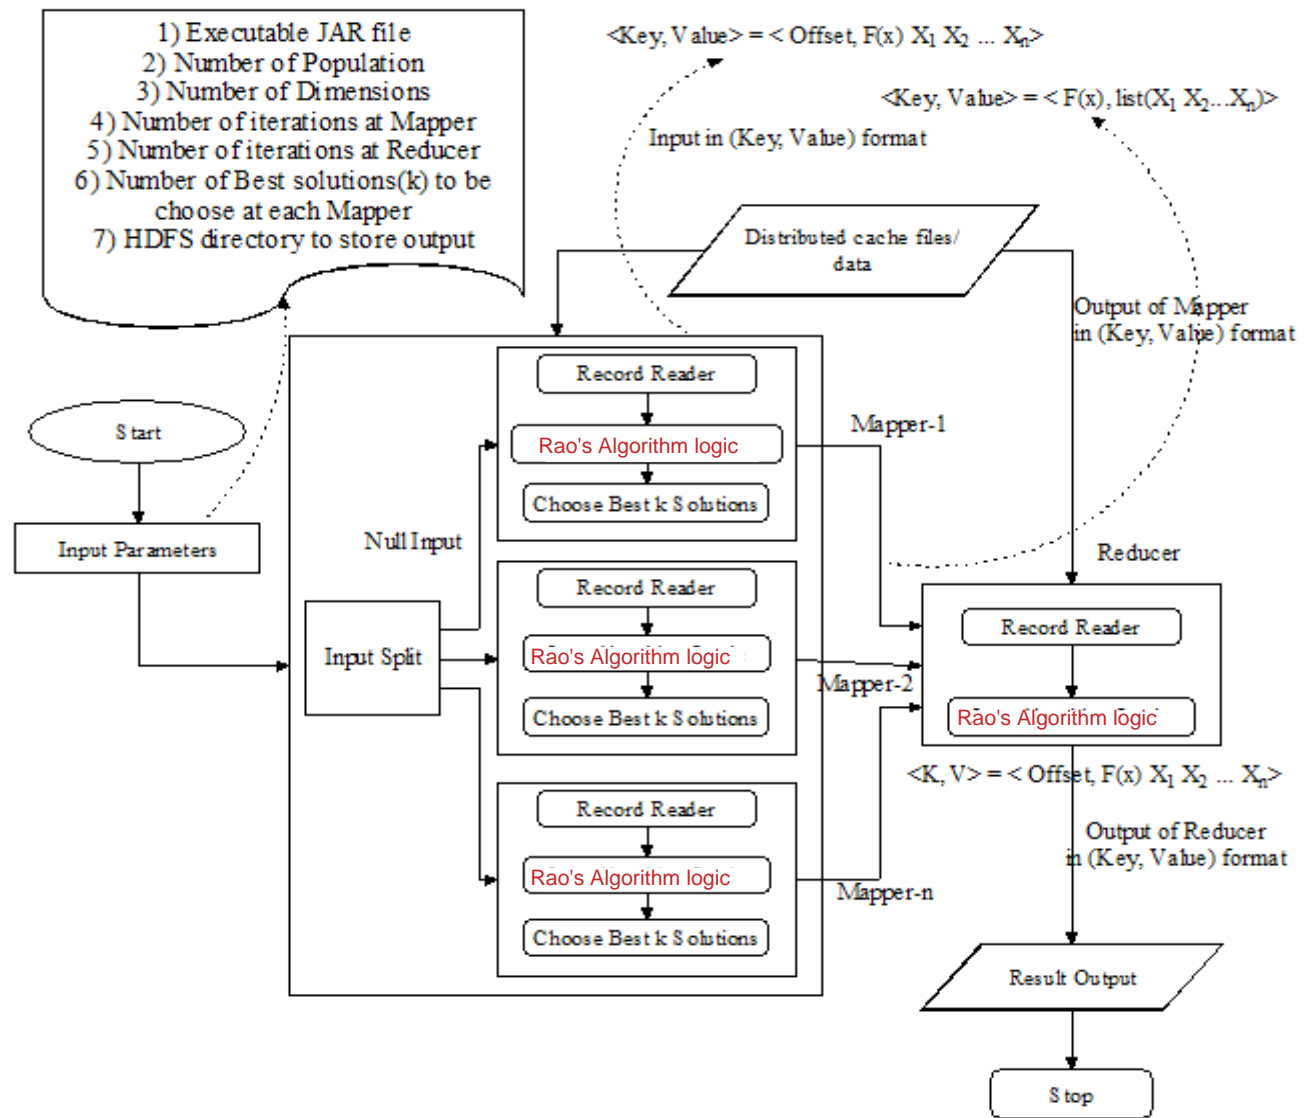 1) Executable JAR file
2) Number of Population
3) Number of Dimensions
4) Number of iterations at Mapper
5) Number of iterations at Reducer
6) Number of Best solutions(k) to be
choose at each Mapper
7) HDFS directory to store output
<Key, Value> = < Offset, F(x) X₁ X₂ ... Xₙ>
<Key, Value> = < F(x), list(X₁ X₂...Xₙ)>
Input in (Key, Value) format
Distributed cache files/
data
Output of Mapper
in (Key, Value) format
Start
Input Parameters
Null Input
Input Split
Record Reader
Rao's Algorithm logic
Choose Best k Solutions
Mapper-1
Record Reader
Rao's Algorithm logic
Choose Best k Solutions
Mapper-2
Record Reader
Rao's Algorithm logic
Choose Best k Solutions
Mapper-n
Reducer
Record Reader
Rao's Algorithm logic
<K, V> = < Offset, F(x) X₁ X₂ ... Xₙ>
Output of Reducer
in (Key, Value) format
Result Output
Stop